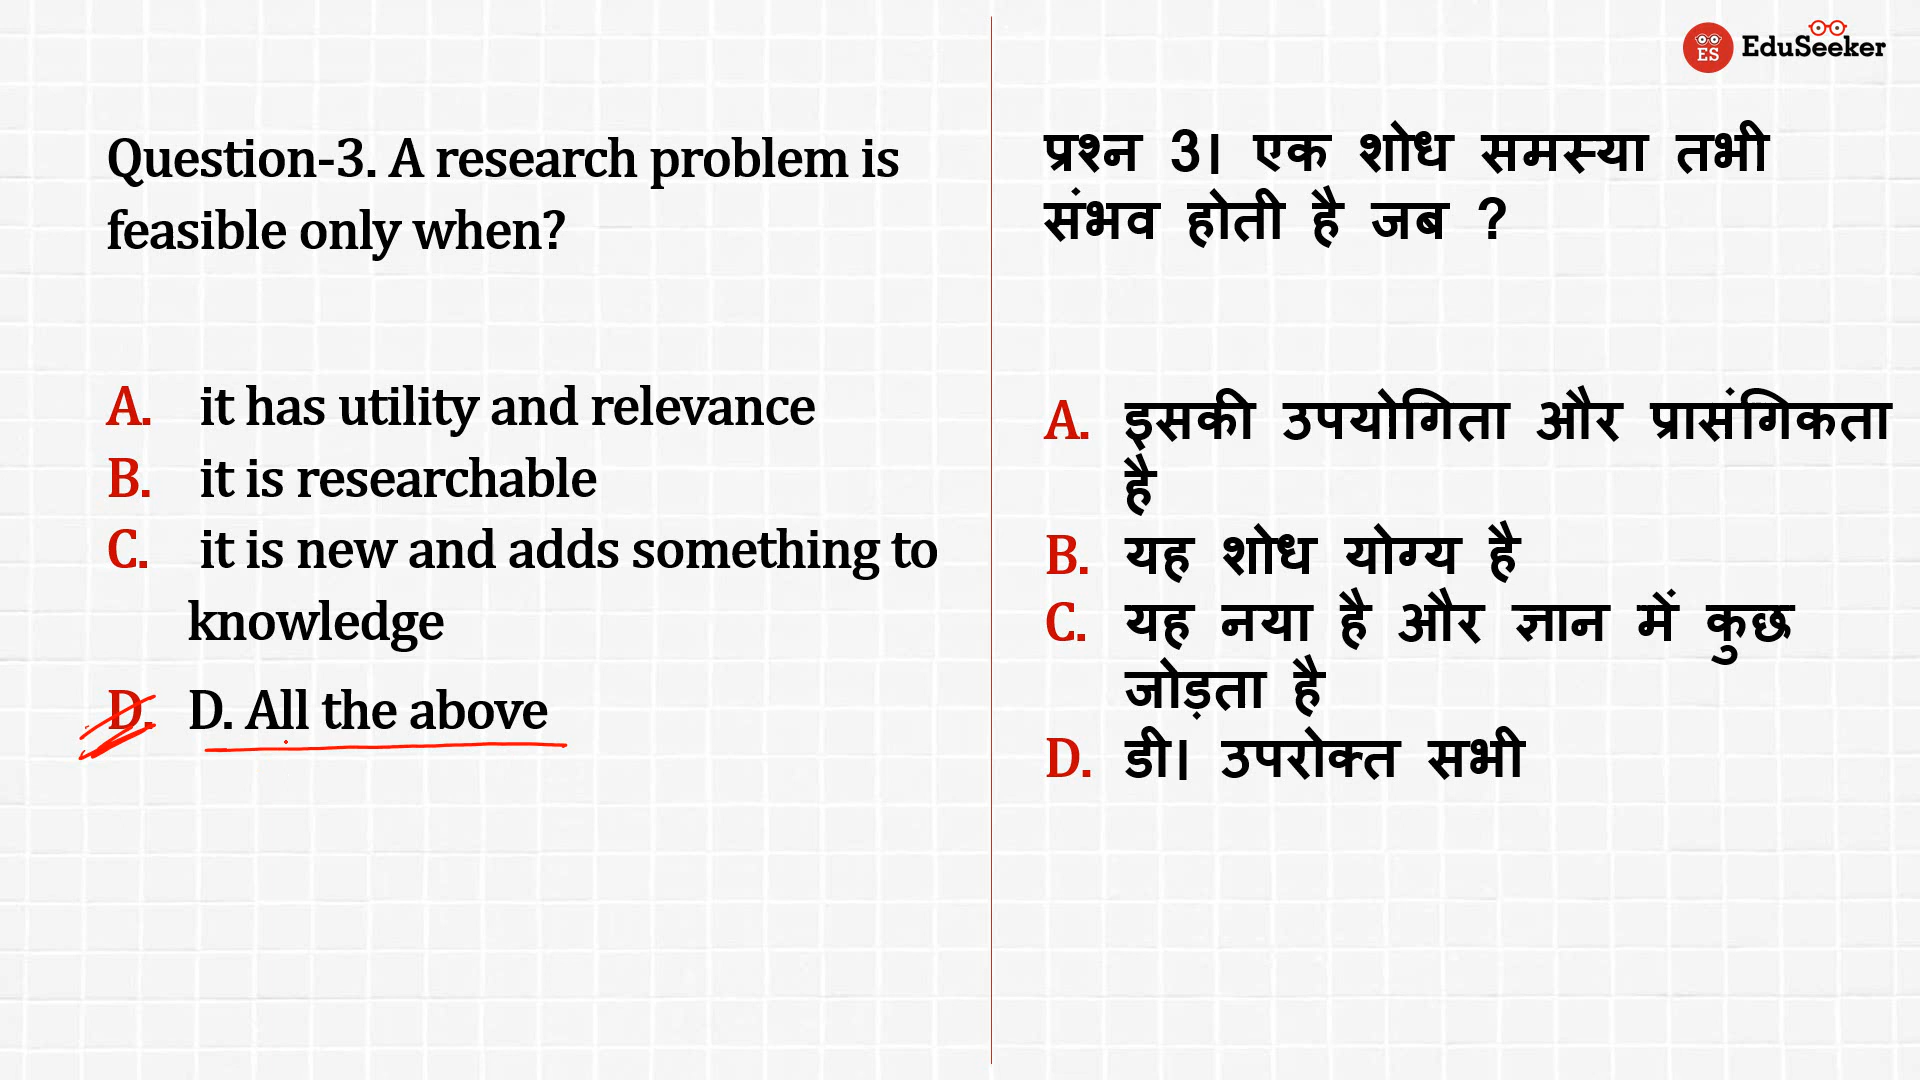 ES EduSeeker
Question-3. A research problem is
feasible only when?
A. it has utility and relevance
B. it is researchable
C. it is new and adds something to
knowledge
D. D. All the above
प्रश्न 3। एक शोध समस्या तभी
संभव होती है जब ?
A. इसकी उपयोगिता और प्रासंगिकता
है
B. यह शोध योग्य है
C. यह नया है और ज्ञान में कुछ
जोड़ता है
D. डी। उपरोक्त सभी